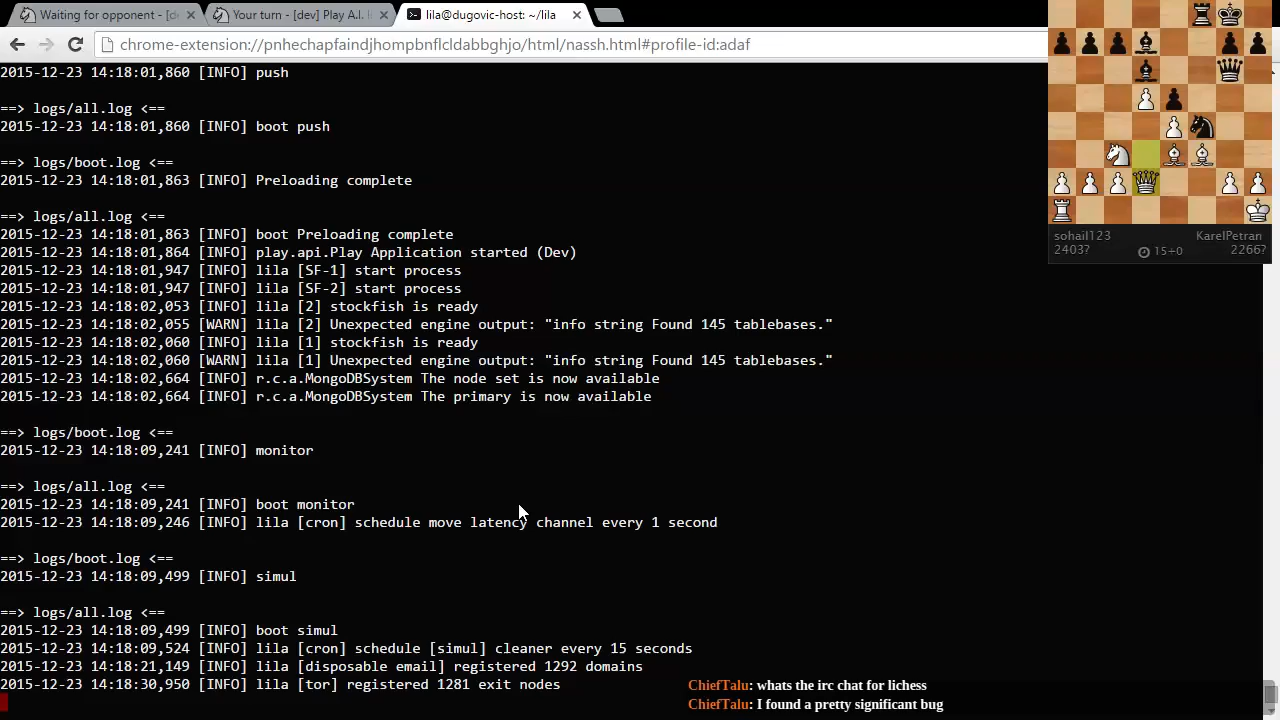 Waiting for opponent - [de
Your turn - [dev] Play A.I. l
lila@dugovic-host: ~/lila
chrome-extension://pnhechapfaindjhompbnflcldabbghjo/html/nassh.html#profile-id:adaf
2015-12-23 14:18:01,860 [INFO] push
==> logs/all.log <==
2015-12-23 14:18:01,860 [INFO] boot push
==> logs/boot.log <==
2015-12-23 14:18:01,863 [INFO] Preloading complete
==> logs/all.log <==
2015-12-23 14:18:01,863 [INFO] boot Preloading complete
2015-12-23 14:18:01,864 [INFO] play.api.Play Application started (Dev)
2015-12-23 14:18:01,947 [INFO] lila [SF-1] start process
2015-12-23 14:18:01,947 [INFO] lila [SF-2] start process
2015-12-23 14:18:02,053 [INFO] lila [2] stockfish is ready
2015-12-23 14:18:02,055 [WARN] lila [2] Unexpected engine output: "info string Found 145 tablebases."
2015-12-23 14:18:02,060 [INFO] lila [1] stockfish is ready
2015-12-23 14:18:02,060 [WARN] lila [1] Unexpected engine output: "info string Found 145 tablebases."
2015-12-23 14:18:02,664 [INFO] r.c.a.MongoDBSystem The node set is now available
2015-12-23 14:18:02,664 [INFO] r.c.a.MongoDBSystem The primary is now available
==> logs/boot.log <==
2015-12-23 14:18:09,241 [INFO] monitor
==> logs/all.log <==
2015-12-23 14:18:09,241 [INFO] boot monitor
2015-12-23 14:18:09,246 [INFO] lila [cron] schedule move latency channel every 1 second
==> logs/boot.log <==
2015-12-23 14:18:09,499 [INFO] simul
==> logs/all.log <==
2015-12-23 14:18:09,499 [INFO] boot simul
2015-12-23 14:18:09,524 [INFO] lila [cron] schedule [simul] cleaner every 15 seconds
2015-12-23 14:18:21,149 [INFO] lila [disposable email] registered 1292 domains
2015-12-23 14:18:30,950 [INFO] lila [tor] registered 1281 exit nodes
sohail123 KarelPetran
2403? 15+0 2266?
ChiefTalu: whats the irc chat for lichess
ChiefTalu: I found a pretty significant bug